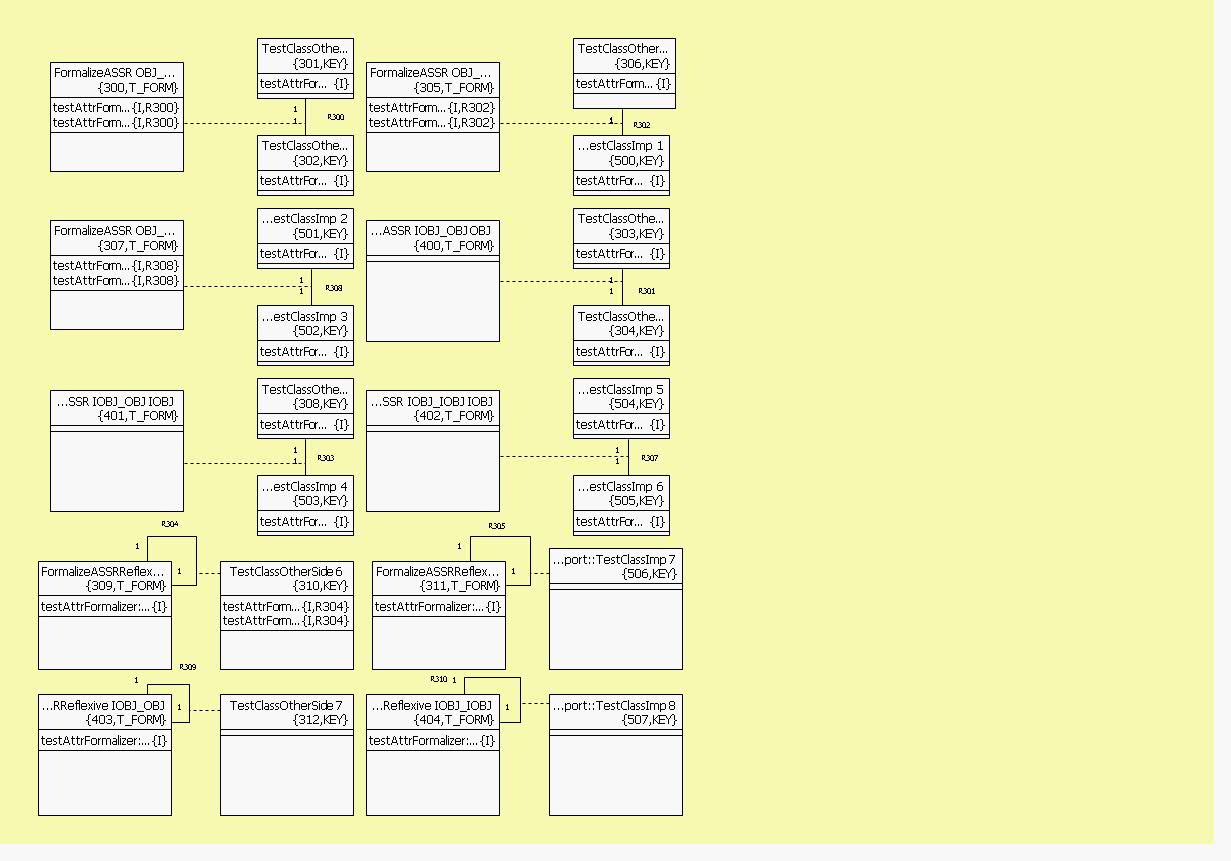 TestClassOthe...
{301,KEY}
testAttrFor... {I}
FormalizeASSR OBJ_...
{300,T_FORM}
testAttrForm...{I,R300}
testAttrForm...{I,R300}
1
1
R300
TestClassOthe...
{302,KEY}
testAttrFor... {I}
TestClassOther...
{306,KEY}
testAttrForm... {I}
FormalizeASSR OBJ_...
{305,T_FORM}
testAttrForm...{I,R302}
testAttrForm...{I,R302}
1
R302
...estClassImp 1
{500,KEY}
testAttrFor... {I}
...estClassImp 2
{501,KEY}
testAttrFor... {I}
FormalizeASSR OBJ_...
{307,T_FORM}
testAttrForm...{I,R308}
testAttrForm...{I,R308}
1
1
R308
...estClassImp 3
{502,KEY}
testAttrFor... {I}
TestClassOthe...
{303,KEY}
testAttrFor... {I}
...ASSR IOBJ_OBJ OBJ
{400,T_FORM}
1
1
R301
TestClassOthe...
{304,KEY}
testAttrFor... {I}
TestClassOthe...
{308,KEY}
testAttrFor... {I}
...SSR IOBJ_OBJ IOBJ
{401,T_FORM}
1
1
R303
...estClassImp 4
{503,KEY}
testAttrFor... {I}
...estClassImp 5
{504,KEY}
testAttrFor... {I}
...SSR IOBJ_IOBJ IOBJ
{402,T_FORM}
1
1
R307
...estClassImp 6
{505,KEY}
testAttrFor... {I}
R304
1
1
FormalizeASSRReflex...
{309,T_FORM}
testAttrFormalizer:...{I}
TestClassOtherSide6
{310,KEY}
testAttrForm...{I,R304}
testAttrForm...{I,R304}
R305
1
1
FormalizeASSRReflex...
{311,T_FORM}
testAttrFormalizer:...{I}
...port::TestClassImp 7
{506,KEY}
R309
1
1
...RReflexive IOBJ_OBJ
{403,T_FORM}
testAttrFormalizer:...{I}
TestClassOtherSide 7
{312,KEY}
R310 1
1
...Reflexive IOBJ_IOBJ
{404,T_FORM}
testAttrFormalizer:...{I}
...port::TestClassImp 8
{507,KEY}